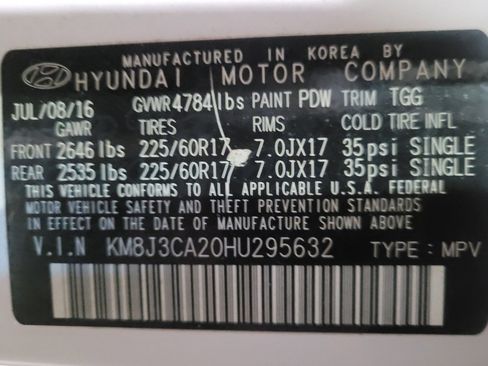 MANUFACTURED IN KOREA BY
HYUNDAI MOTOR COMPANY
JUL/08/16 GVWR 4784 lbs PAINT PDW TRIM TGG
GAWR TIRES RIMS COLD TIRE INFL
FRONT 2646 lbs 225/60R17 7.0JX17 35psi SINGLE
REAR 2535 lbs 225/60R17 7.0JX17 35psi SINGLE
THIS VEHICLE CONFORMS TO ALL APPLICABLE U.S.A. FEDERAL
MOTOR VEHICLE SAFETY AND THEFT PREVENTION STANDARDS
IN EFFECT ON THE DATE OF MANUFACTURE SHOWN ABOVE.
V.I.N KM8J3CA20HU295632 TYPE : MPV